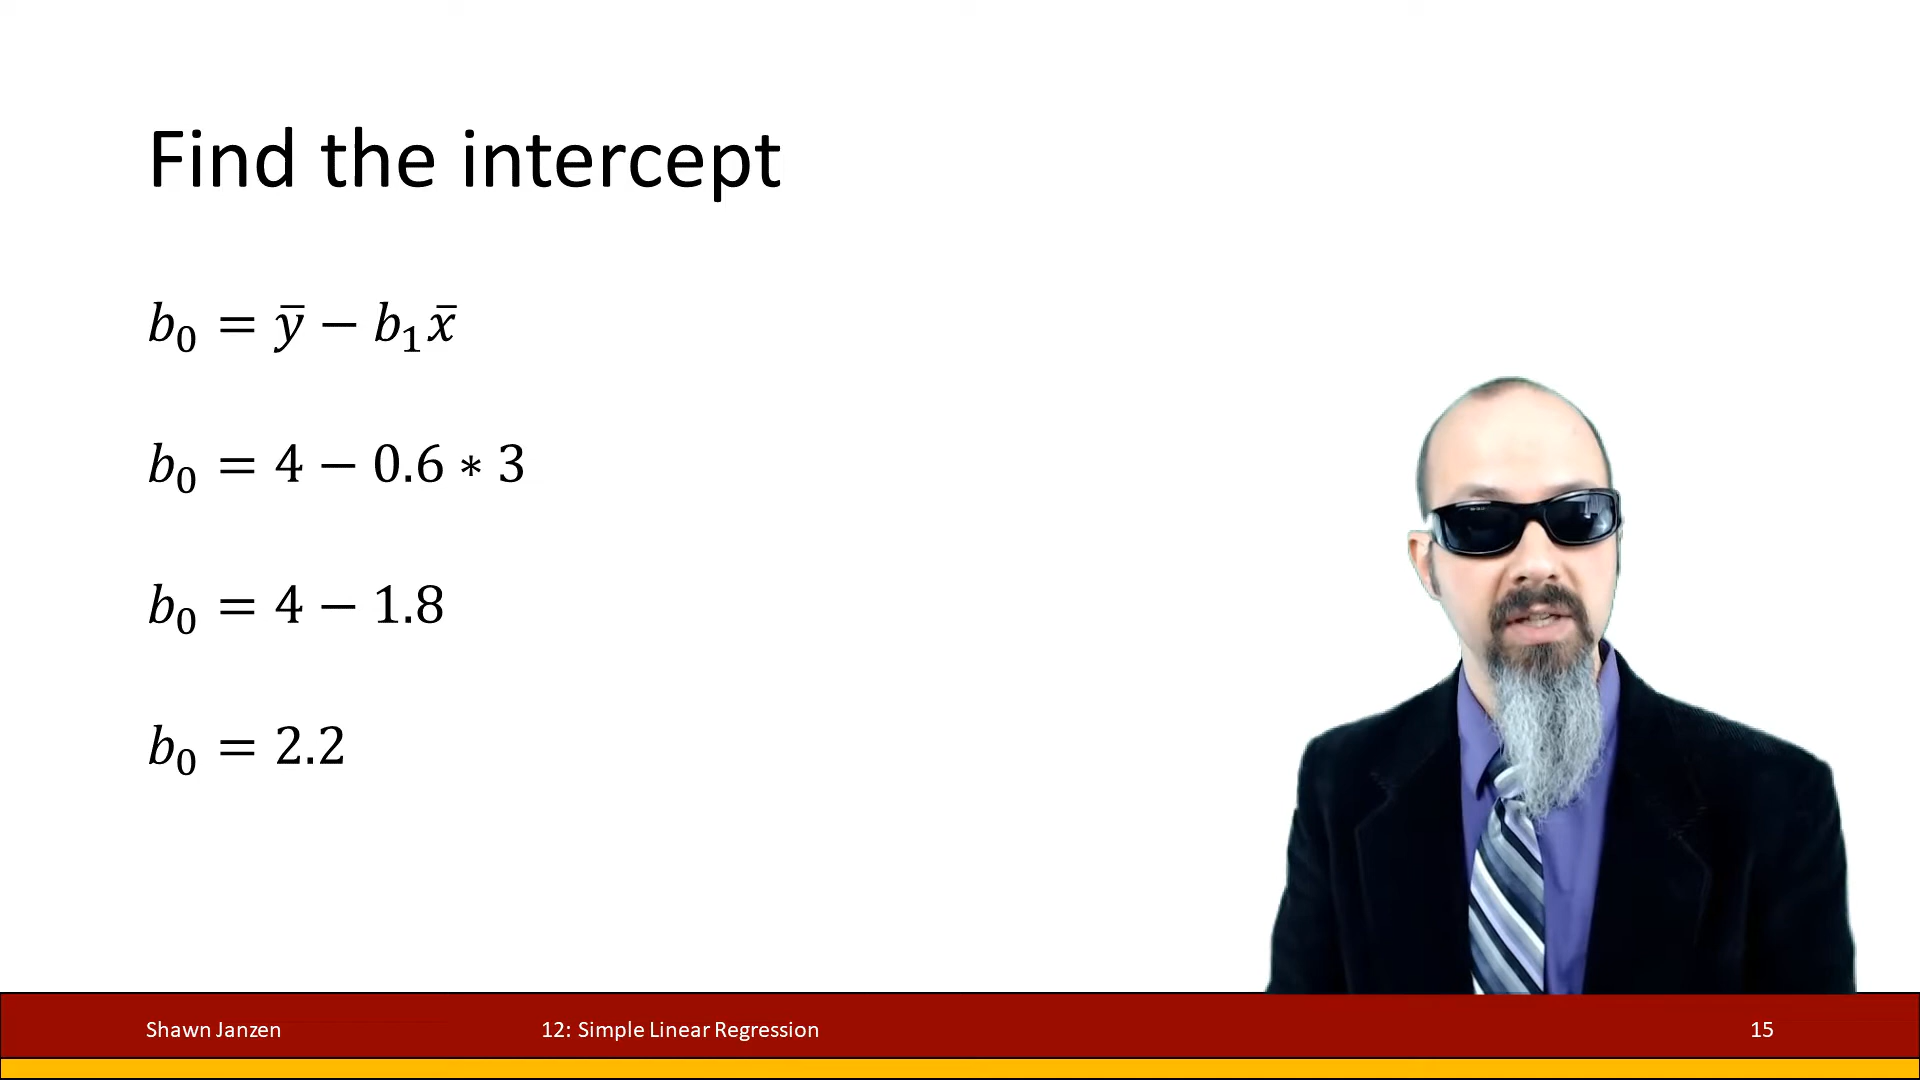 Find the intercept
b₀ = ȳ − b₁x̄
b₀ = 4 − 0.6 ∗ 3
b₀ = 4 − 1.8
b₀ = 2.2
Shawn Janzen 12: Simple Linear Regression 15